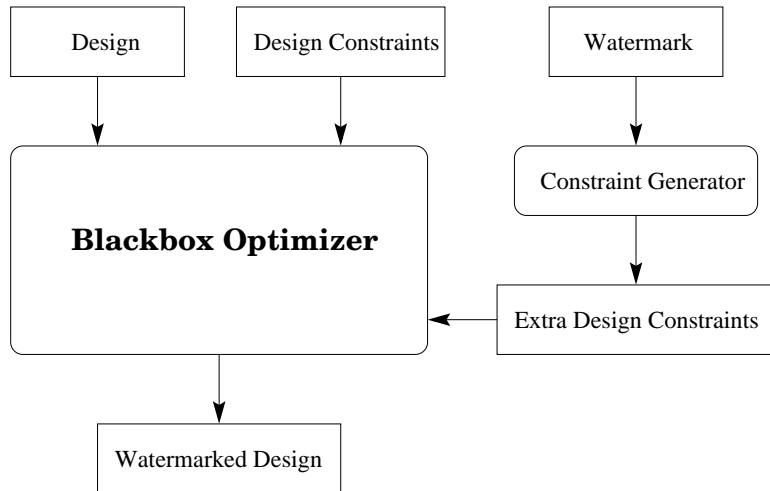 Design
Design Constraints
Watermark
Constraint Generator
Blackbox Optimizer
Extra Design Constraints
Watermarked Design